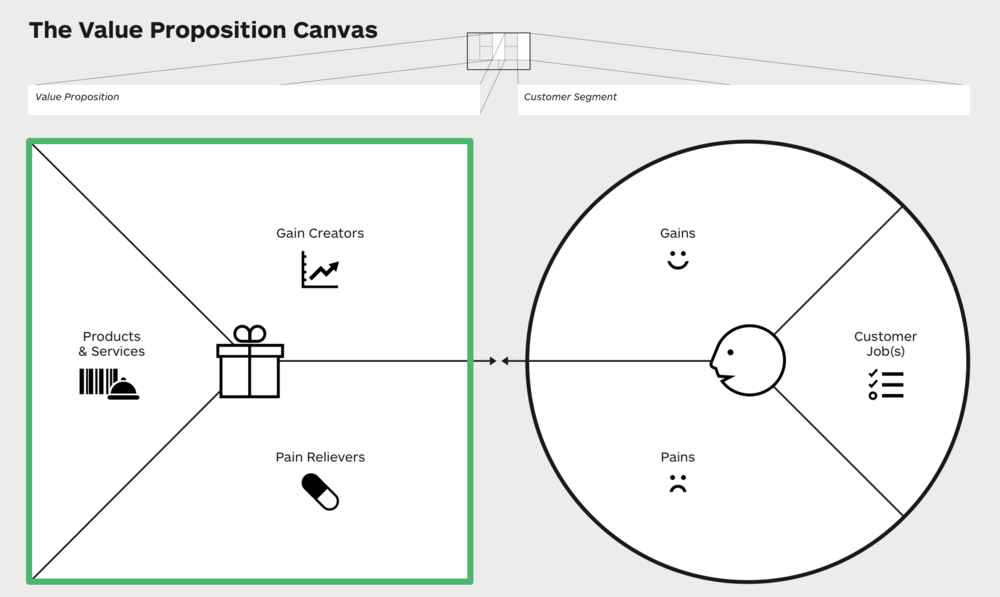 The Value Proposition Canvas
Value Proposition
Customer Segment
Gain Creators
Gains
Products
& Services
Customer
Job(s)
Pain Relievers
Pains